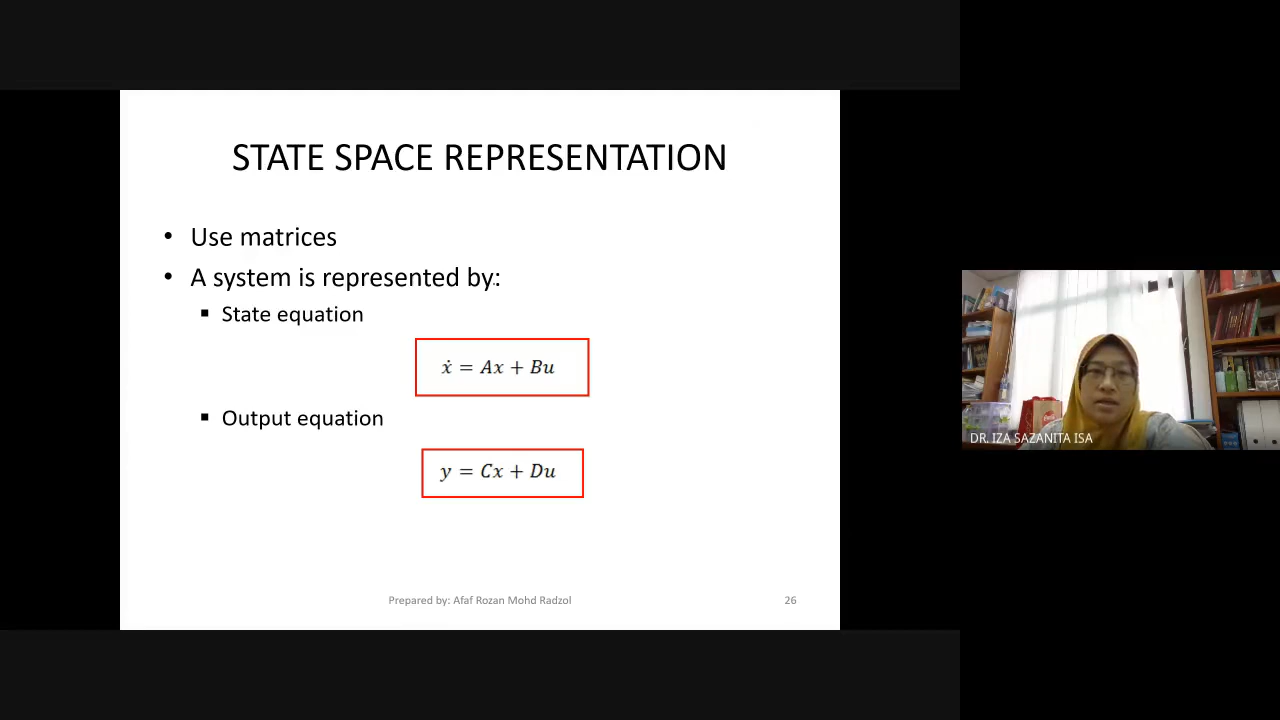 STATE SPACE REPRESENTATION
• Use matrices
• A system is represented by:
▪ State equation
ẋ = Ax + Bu
▪ Output equation
y = Cx + Du
Prepared by: Afaf Rozan Mohd Radzol
26
DR. IZA SAZANITA ISA